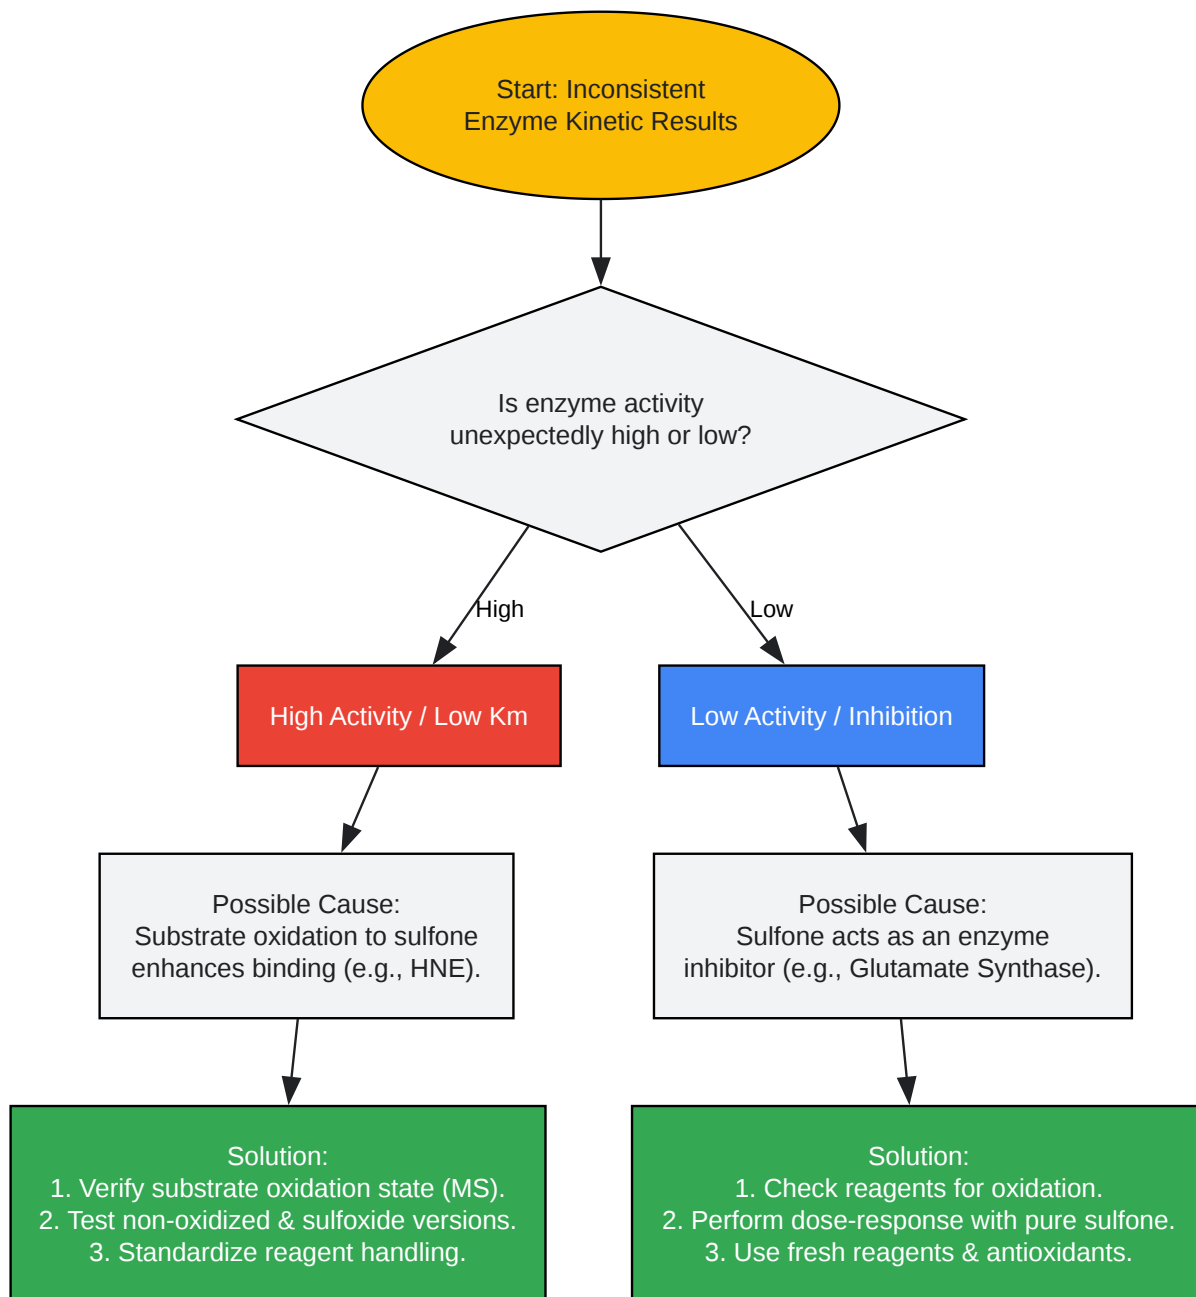 Start: Inconsistent
Enzyme Kinetic Results
Is enzyme activity
unexpectedly high or low?
High
Low
High Activity / Low Km
Low Activity / Inhibition
Possible Cause:
Substrate oxidation to sulfone
enhances binding (e.g., HNE).
Possible Cause:
Sulfone acts as an enzyme
inhibitor (e.g., Glutamate Synthase).
Solution:
1. Verify substrate oxidation state (MS).
2. Test non-oxidized & sulfoxide versions.
3. Standardize reagent handling.
Solution:
1. Check reagents for oxidation.
2. Perform dose-response with pure sulfone.
3. Use fresh reagents & antioxidants.